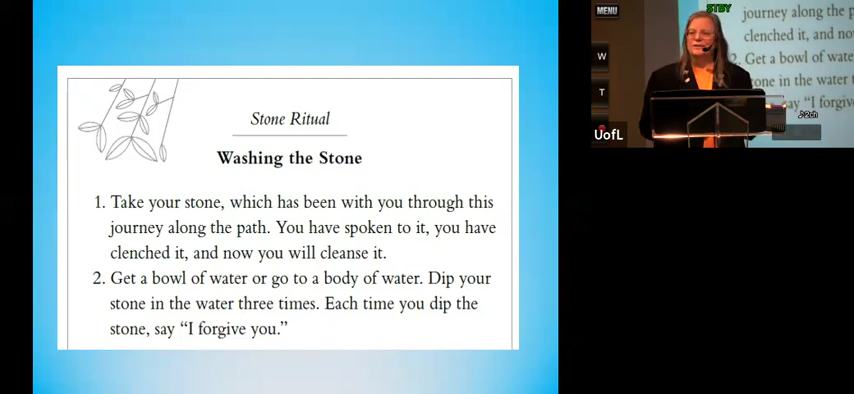 Stone Ritual
Washing the Stone
1. Take your stone, which has been with you through this
journey along the path. You have spoken to it, you have
clenched it, and now you will cleanse it.
2. Get a bowl of water or go to a body of water. Dip your
stone in the water three times. Each time you dip the
stone, say “I forgive you.”
MENU
STBY
W
T
UofL
♪2ch
journey along the p
clenched it, and no
2. Get a bowl of wate
tone in the water t
ay “I forgiv